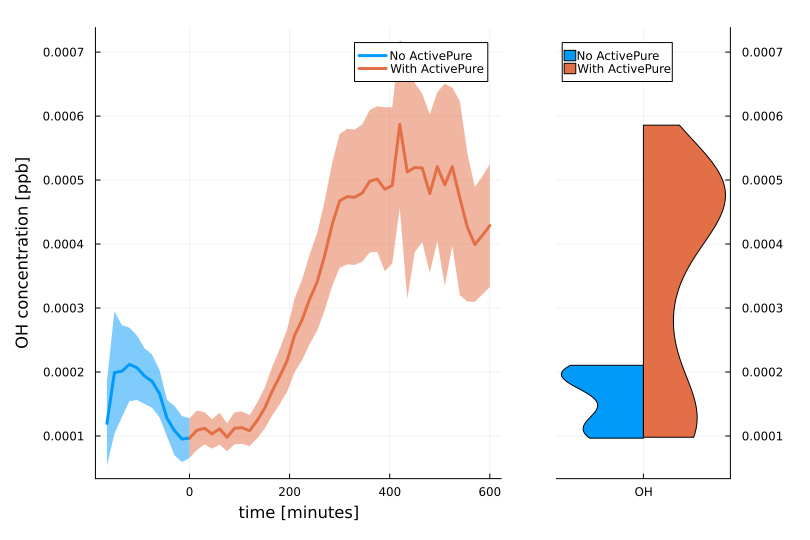 0.0007
0.0006
0.0005
0.0004
0.0003
0.0002
0.0001
OH concentration [ppb]
No ActivePure
With ActivePure
0
200
400
600
time [minutes]
No ActivePure
With ActivePure
0.0007
0.0006
0.0005
0.0004
0.0003
0.0002
0.0001
OH